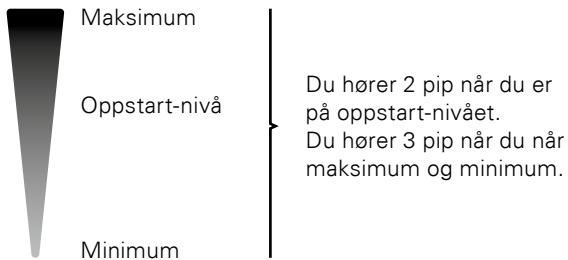 Maksimum
Oppstart-nivå
Minimum
Du hører 2 pip når du er
på oppstart-nivået.
Du hører 3 pip når du når
maksimum og minimum.